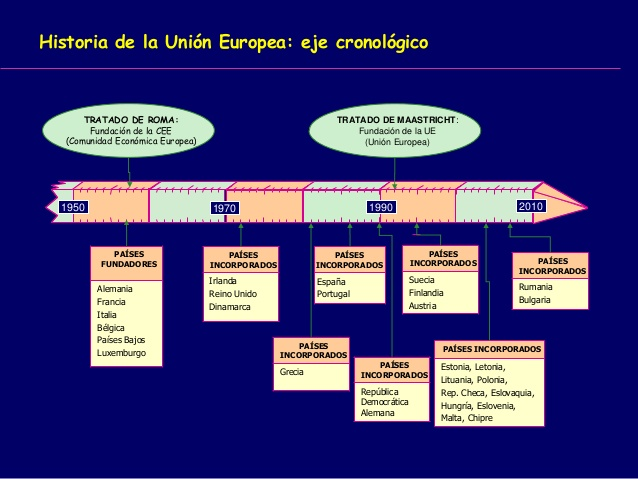 Historia de la Unión Europea: eje cronológico
TRATADO DE ROMA:
Fundación de la CEE
(Comunidad Económica Europea)
TRATADO DE MAASTRICHT:
Fundación de la UE
(Unión Europea)
1950
1970
1990
2010
PAÍSES
FUNDADORES
Alemania
Francia
Italia
Bélgica
Países Bajos
Luxemburgo
PAÍSES
INCORPORADOS
Irlanda
Reino Unido
Dinamarca
PAÍSES
INCORPORADOS
España
Portugal
PAÍSES
INCORPORADOS
Suecia
Finlandia
Austria
PAÍSES
INCORPORADOS
Rumania
Bulgaria
PAÍSES
INCORPORADOS
Grecia
PAÍSES
INCORPORADOS
República
Democrática
Alemana
PAÍSES INCORPORADOS
Estonia, Letonia,
Lituania, Polonia,
Rep. Checa, Eslovaquia,
Hungría, Eslovenia,
Malta, Chipre